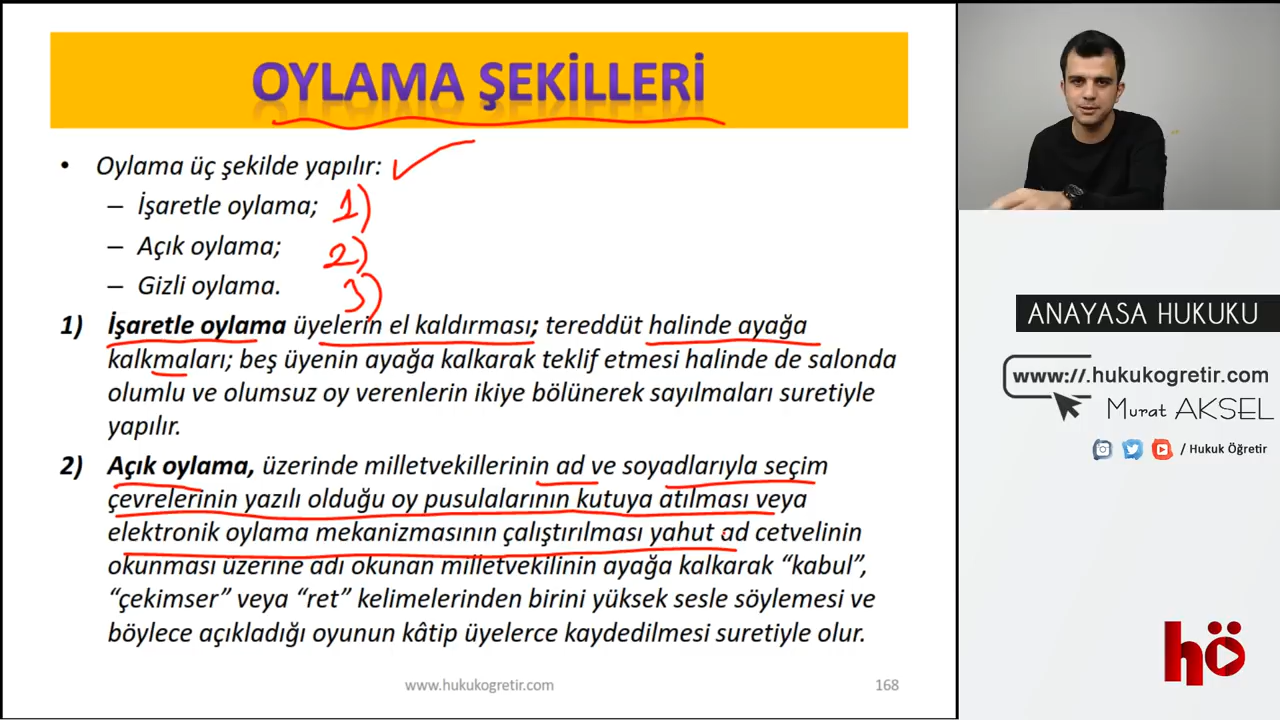 OYLAMA ŞEKİLLERİ
• Oylama üç şekilde yapılır:
– İşaretle oylama; 1)
– Açık oylama; 2)
– Gizli oylama. 3)
1) İşaretle oylama üyelerin el kaldırması; tereddüt halinde ayağa
kalkmaları; beş üyenin ayağa kalkarak teklif etmesi halinde de salonda
olumlu ve olumsuz oy verenlerin ikiye bölünerek sayılmaları suretiyle
yapılır.
2) Açık oylama, üzerinde milletvekillerinin ad ve soyadlarıyla seçim
çevrelerinin yazılı olduğu oy pusulalarının kutuya atılması veya
elektronik oylama mekanizmasının çalıştırılması yahut ad cetvelinin
okunması üzerine adı okunan milletvekilinin ayağa kalkarak “kabul”,
“çekimser” veya “ret” kelimelerinden birini yüksek sesle söylemesi ve
böylece açıkladığı oyunun kâtip üyelerce kaydedilmesi suretiyle olur.
www.hukukogretir.com
168
ANAYASA HUKUKU
www://.hukukogretir.com
Murat AKSEL
/ Hukuk Öğretir
hö